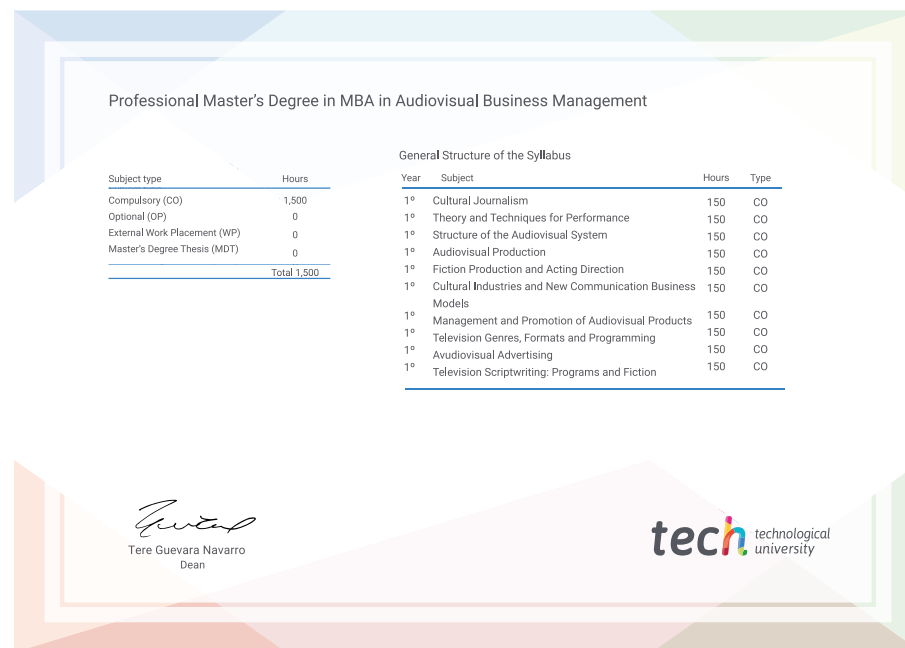 Professional Master's Degree in MBA in Audiovisual Business Management
Subject type Hours
Compulsory (CO) 1,500
Optional (OP) 0
External Work Placement (WP) 0
Master's Degree Thesis (MDT) 0
Total 1,500
General Structure of the Syllabus
Year Subject Hours Type
1º Cultural Journalism 150 CO
1º Theory and Techniques for Performance 150 CO
1º Structure of the Audiovisual System 150 CO
1º Audiovisual Production 150 CO
1º Fiction Production and Acting Direction 150 CO
1º Cultural Industries and New Communication Business 150 CO
Models
1º Management and Promotion of Audiovisual Products 150 CO
1º Television Genres, Formats and Programming 150 CO
1º Avudiovisual Advertising 150 CO
1º Television Scriptwriting: Programs and Fiction 150 CO
Tere Guevara Navarro
Dean
tech technological
university